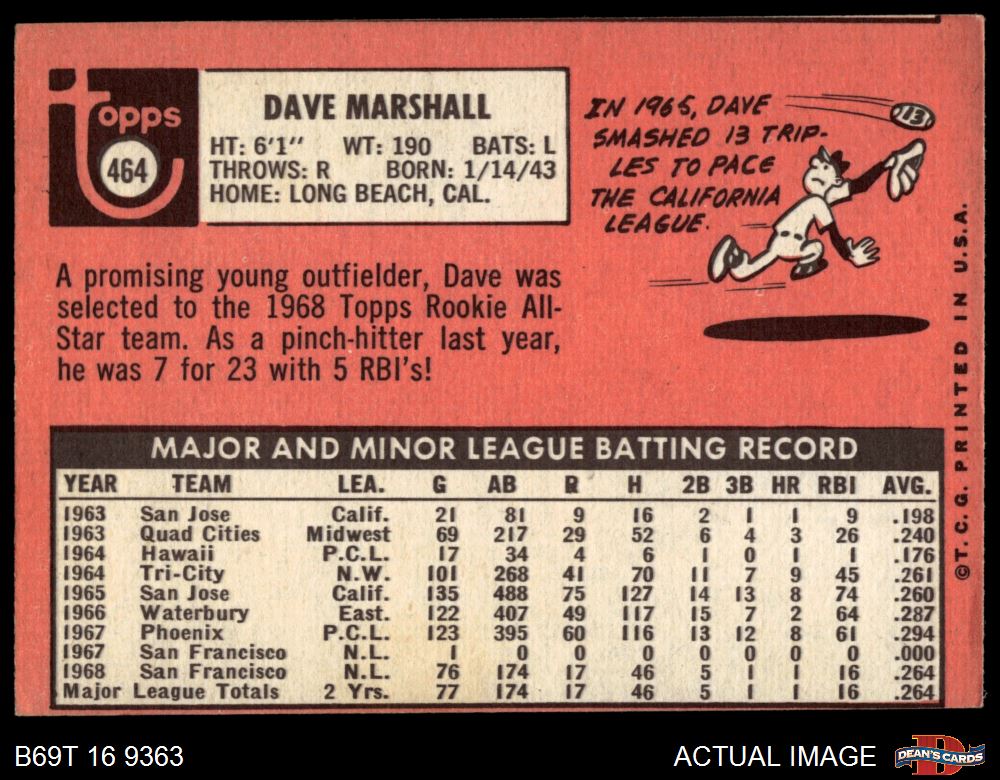 Topps
464
DAVE MARSHALL
HT: 6'1" WT: 190 BATS: L
THROWS: R BORN: 1/14/43
HOME: LONG BEACH, CAL.
IN 1965, DAVE
SMASHED 13 TRIP-
LES TO PACE
THE CALIFORNIA
LEAGUE.
13
A promising young outfielder, Dave was
selected to the 1968 Topps Rookie All-
Star team. As a pinch-hitter last year,
he was 7 for 23 with 5 RBI's!
MAJOR AND MINOR LEAGUE BATTING RECORD
YEAR TEAM LEA. G AB R H 2B 3B HR RBI AVG.
1963 San Jose Calif. 21 81 9 16 2 1 1 9 .198
1963 Quad Cities Midwest 69 217 29 52 6 4 3 26 .240
1964 Hawaii P.C.L. 17 34 4 6 1 0 1 1 .176
1964 Tri-City N.W. 101 268 41 70 11 7 9 45 .261
1965 San Jose Calif. 135 488 75 127 14 13 8 74 .260
1966 Waterbury East. 122 407 49 117 15 7 2 64 .287
1967 Phoenix P.C.L. 123 395 60 116 13 12 8 61 .294
1967 San Francisco N.L. 1 0 0 0 0 0 0 0 .000
1968 San Francisco N.L. 76 174 17 46 5 1 1 16 .264
Major League Totals 2 Yrs. 77 174 17 46 5 1 1 16 .264
©T.C.G. PRINTED IN U.S.A.
B69T 16 9363
ACTUAL IMAGE
DEAN'S CARDS